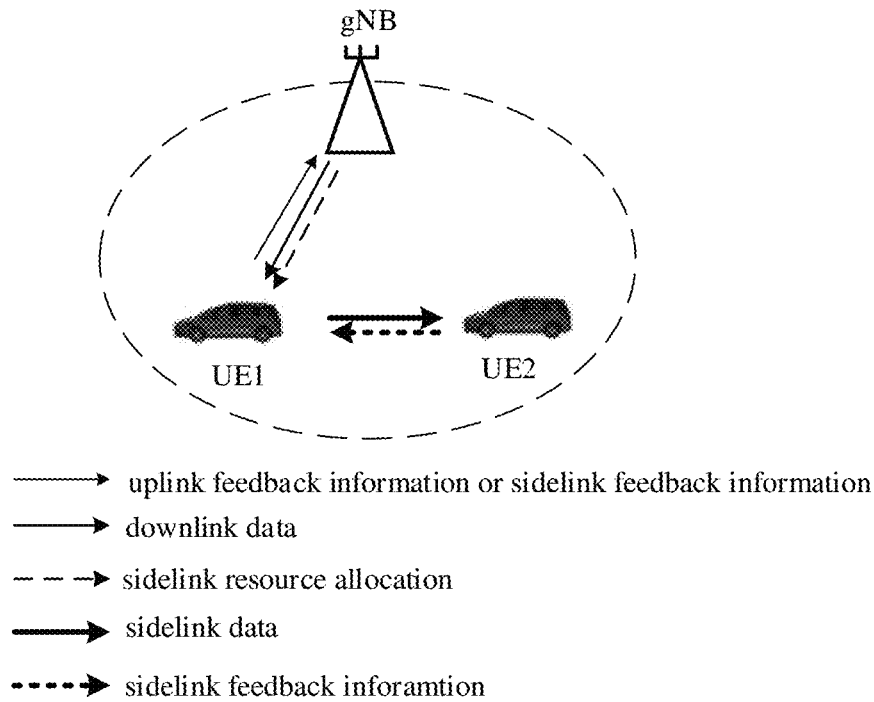 gNB
UE1
UE2
uplink feedback information or sidelink feedback information
downlink data
sidelink resource allocation
sidelink data
sidelink feedback inforamtion